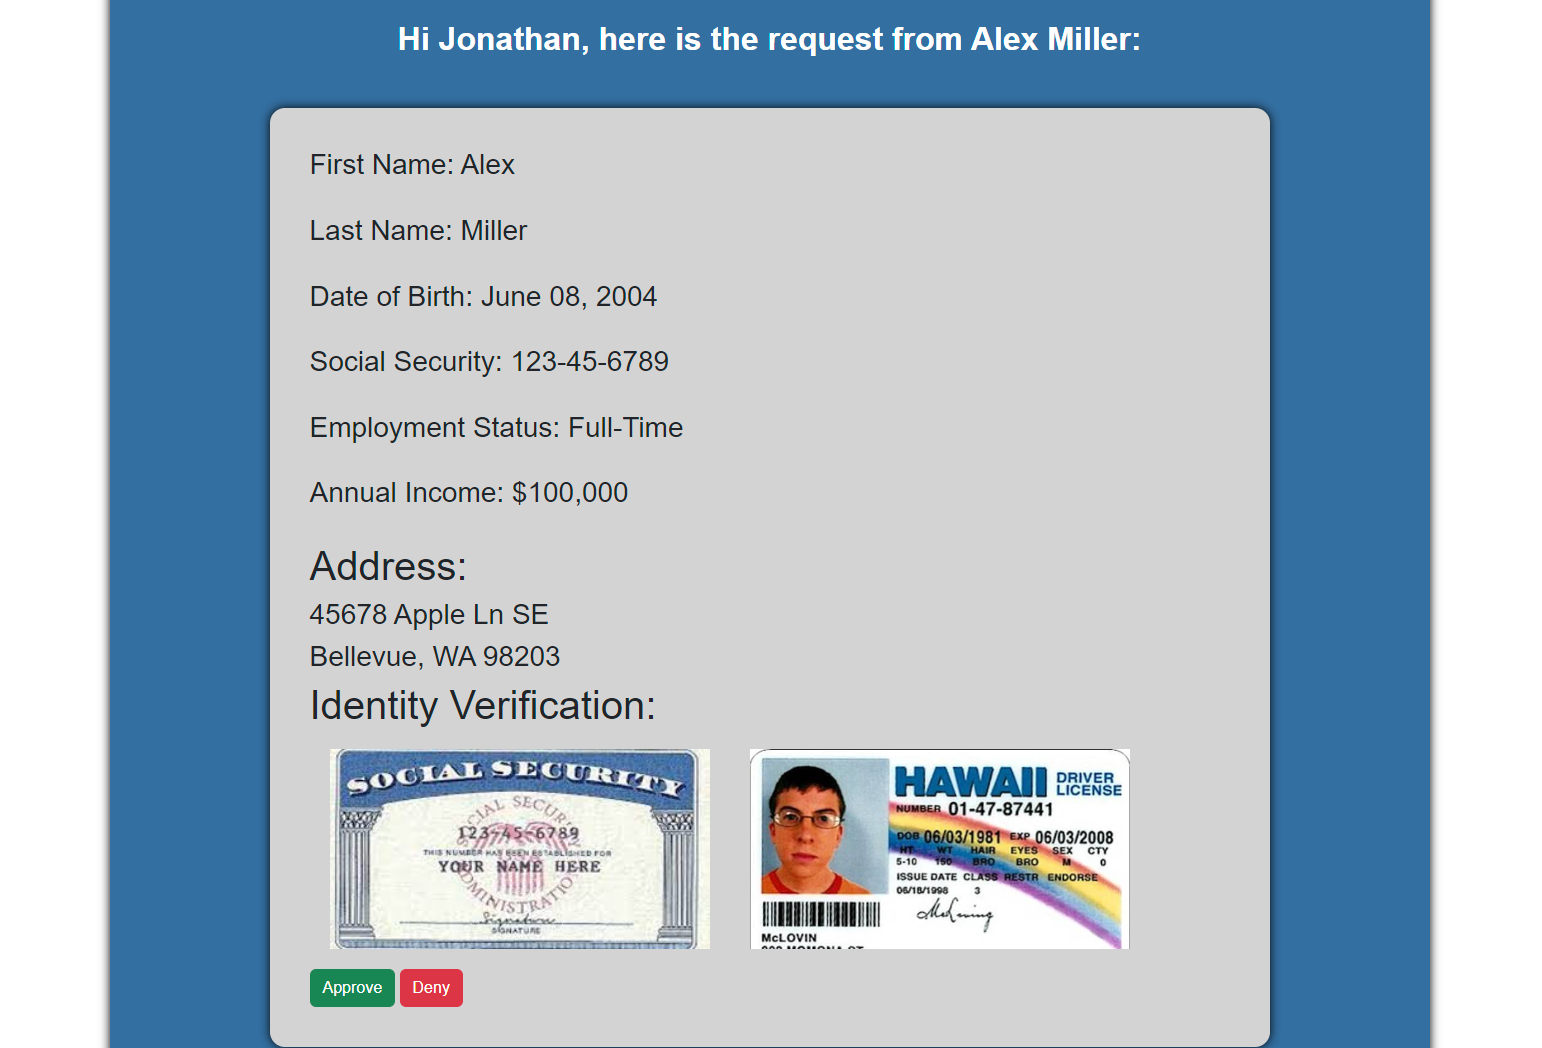 Hi Jonathan, here is the request from Alex Miller:
First Name: Alex
Last Name: Miller
Date of Birth: June 08, 2004
Social Security: 123-45-6789
Employment Status: Full-Time
Annual Income: $100,000
Address:
45678 Apple Ln SE
Bellevue, WA 98203
Identity Verification:
SOCIAL SECURITY
SOCIAL SECURITY ADMINISTRATION
123-45-6789
THIS NUMBER HAS BEEN ESTABLISHED FOR
YOUR NAME HERE
Signature
SIGNATURE
HAWAII DRIVER LICENSE
NUMBER 01-47-87441
DOB 06/03/1981 EXP 06/03/2008
HT WT HAIR EYES SEX CTY
5-10 150 BRO BRO M 0
ISSUE DATE CLASS RESTR ENDORSE
06/18/1998 3
McLoving
McLOVIN
Approve Deny